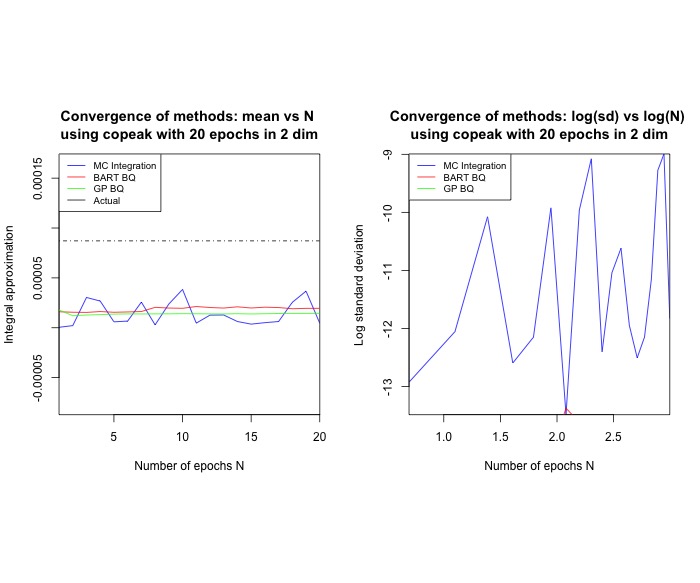 Convergence of methods: mean vs N
using copeak with 20 epochs in 2 dim
MC Integration
BART BQ
GP BQ
Actual
Integral approximation
0.00015
0.00005
-0.00005
5
10
15
20
Number of epochs N
Convergence of methods: log(sd) vs log(N)
using copeak with 20 epochs in 2 dim
MC Integration
BART BQ
GP BQ
Log standard deviation
-9
-10
-11
-12
-13
1.0
1.5
2.0
2.5
Number of epochs N